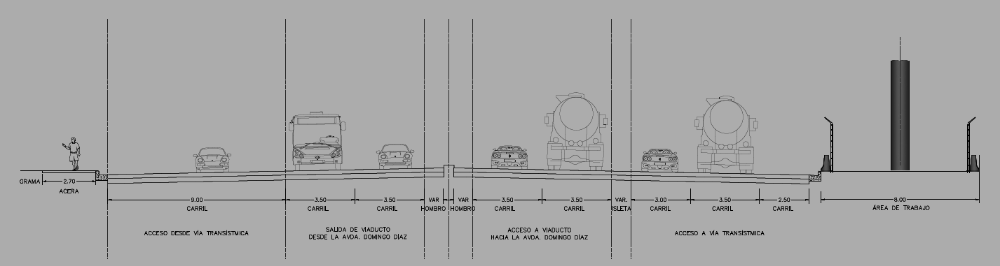 GRAMA 2.70
ACERA
9.00 3.50 3.50 VAR VAR 3.50 3.50 VAR. 3.00 3.50 2.50 8.00
CARRIL CARRIL CARRIL HOMBRO HOMBRO CARRIL CARRIL ISLETA CARRIL CARRIL CARRIL ÁREA DE TRABAJO
ACCESO DESDE VÍA TRANSÍSTMICA
SALIDA DE VIADUCTO
DESDE LA AVDA. DOMINGO DÍAZ
ACCESO A VIADUCTO
HACIA LA AVDA. DOMINGO DÍAZ
ACCESO A VÍA TRANSÍSTMICA